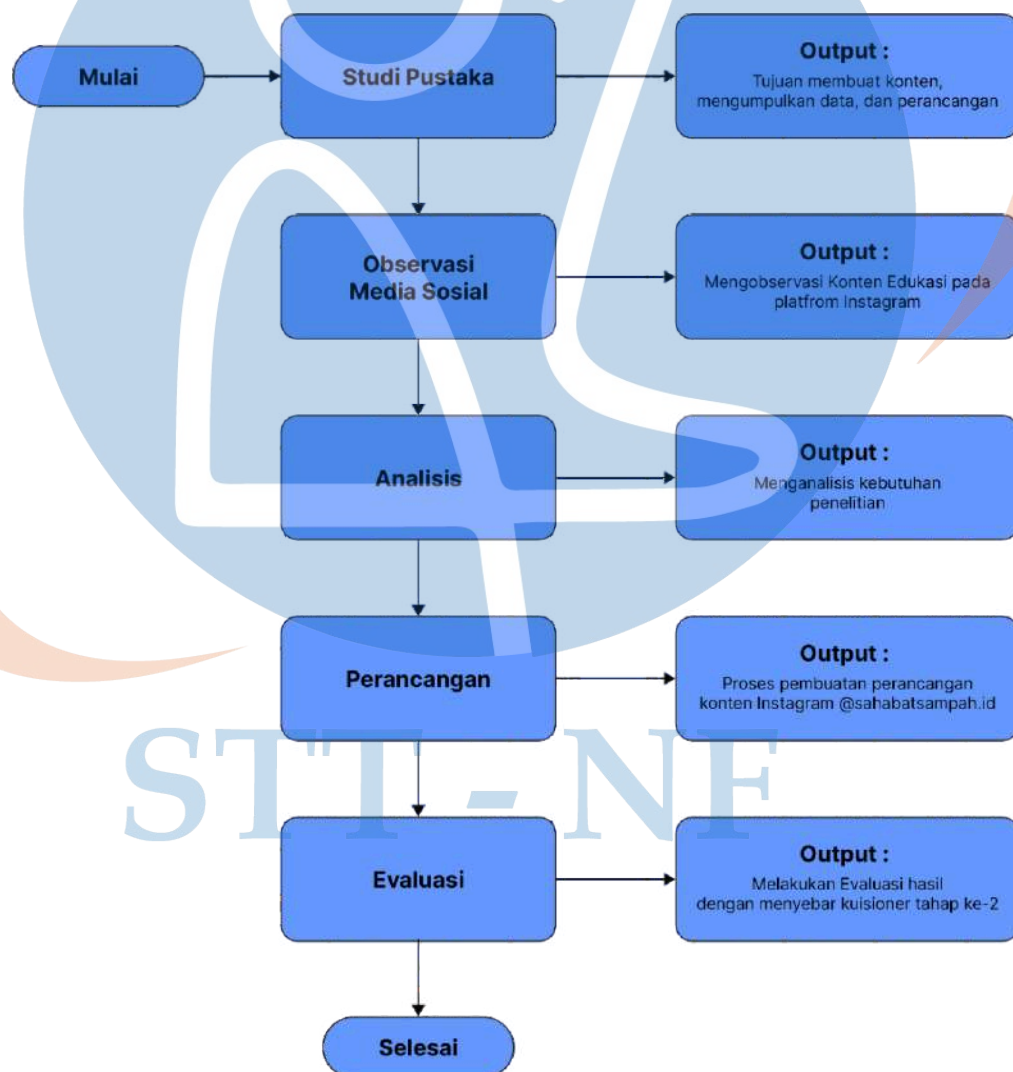 Mulai
Studi Pustaka
Output :
Tujuan membuat konten,
mengumpulkan data, dan perancangan
Observasi
Media Sosial
Output :
Mengobservasi Konten Edukasi pada
platfrom Instagram
Analisis
Output :
Menganalisis kebutuhan
penelitian
Perancangan
Output :
Proses pembuatan perancangan
konten Instagram @sahabatsampah.id
STT - NF
Evaluasi
Output :
Melakukan Evaluasi hasil
dengan menyebar kuisioner tahap ke-2
Selesai